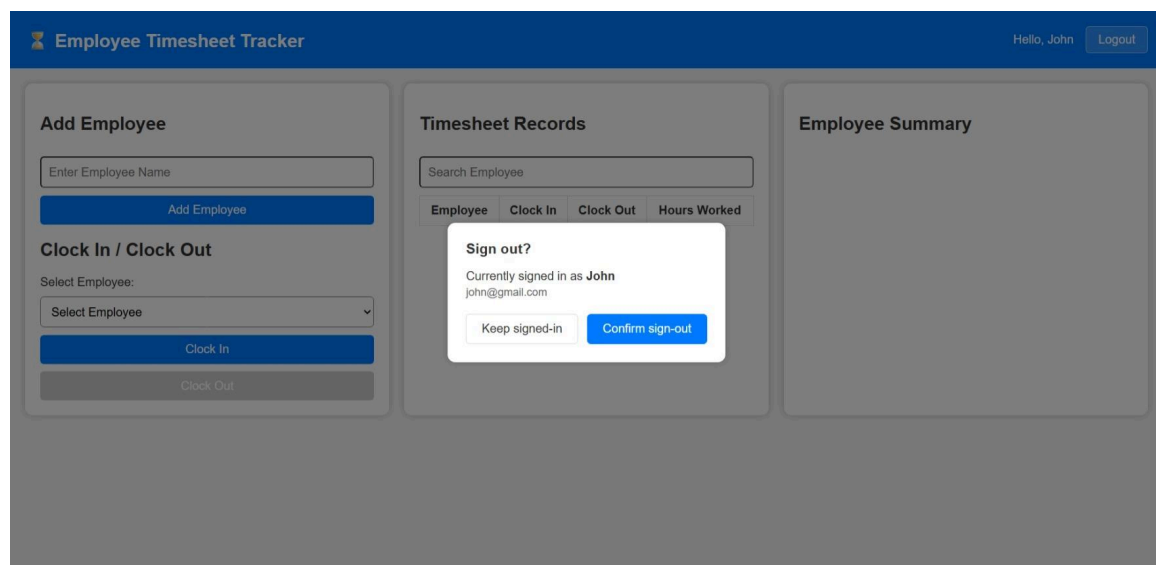 ⏳ Employee Timesheet Tracker
Hello, John
Logout
Add Employee
Enter Employee Name
Add Employee
Clock In / Clock Out
Select Employee:
Select Employee
Clock In
Clock Out
Timesheet Records
Search Employee
Employee Clock In Clock Out Hours Worked
Sign out?
Currently signed in as John
john@gmail.com
Keep signed-in Confirm sign-out
Employee Summary